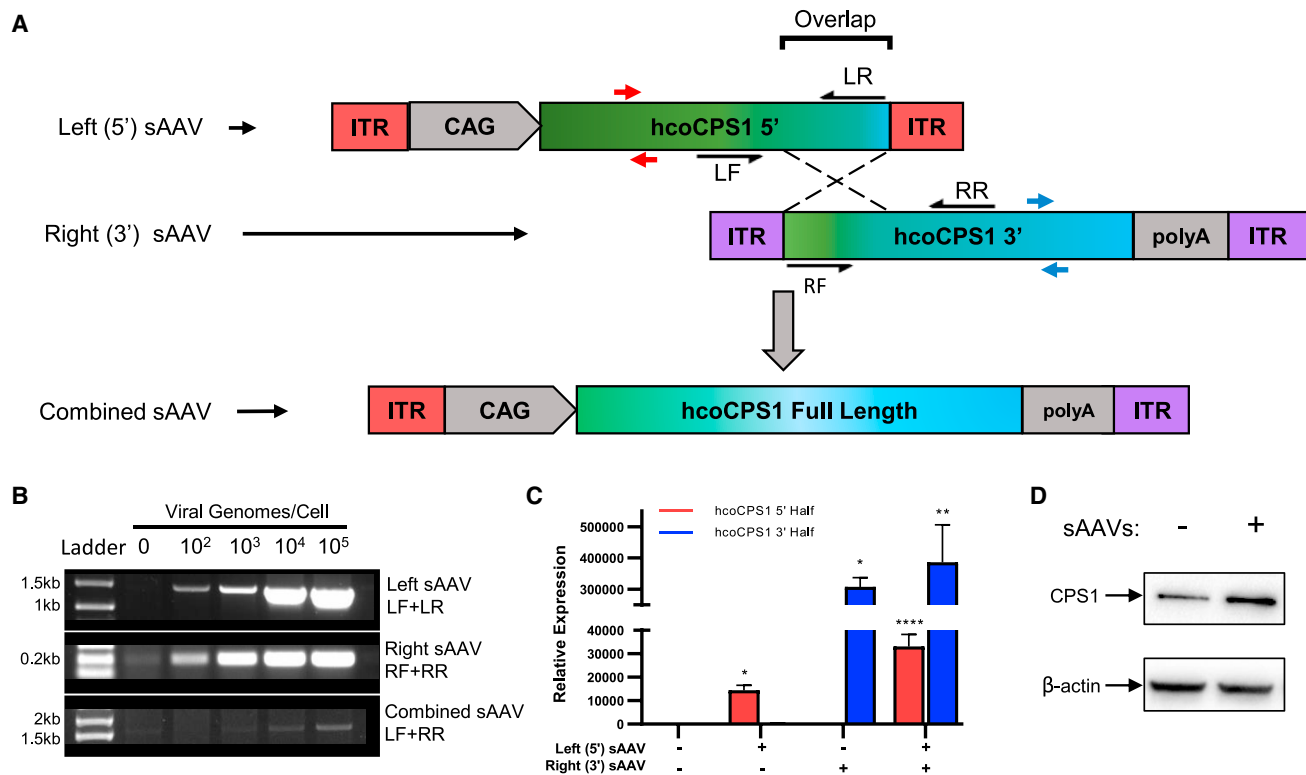 A
Overlap
LR
Left (5') sAAV
ITR
CAG
hcoCPS1 5'
ITR
LF
RR
Right (3') sAAV
ITR
hcoCPS1 3'
polyA
ITR
RF
Combined sAAV
ITR
CAG
hcoCPS1 Full Length
polyA
ITR
B
Viral Genomes/Cell
Ladder 0 10² 10³ 10⁴ 10⁵
1.5kb
1kb
Left sAAV
LF+LR
0.2kb
Right sAAV
RF+RR
2kb
1.5kb
Combined sAAV
LF+RR
C
hcoCPS1 5' Half
hcoCPS1 3' Half
Relative Expression
500000
400000
300000
40000
30000
20000
10000
0
*
*
****
**
Left (5') sAAV - + - +
Right (3') sAAV - - + +
D
sAAVs: - +
CPS1
β-actin